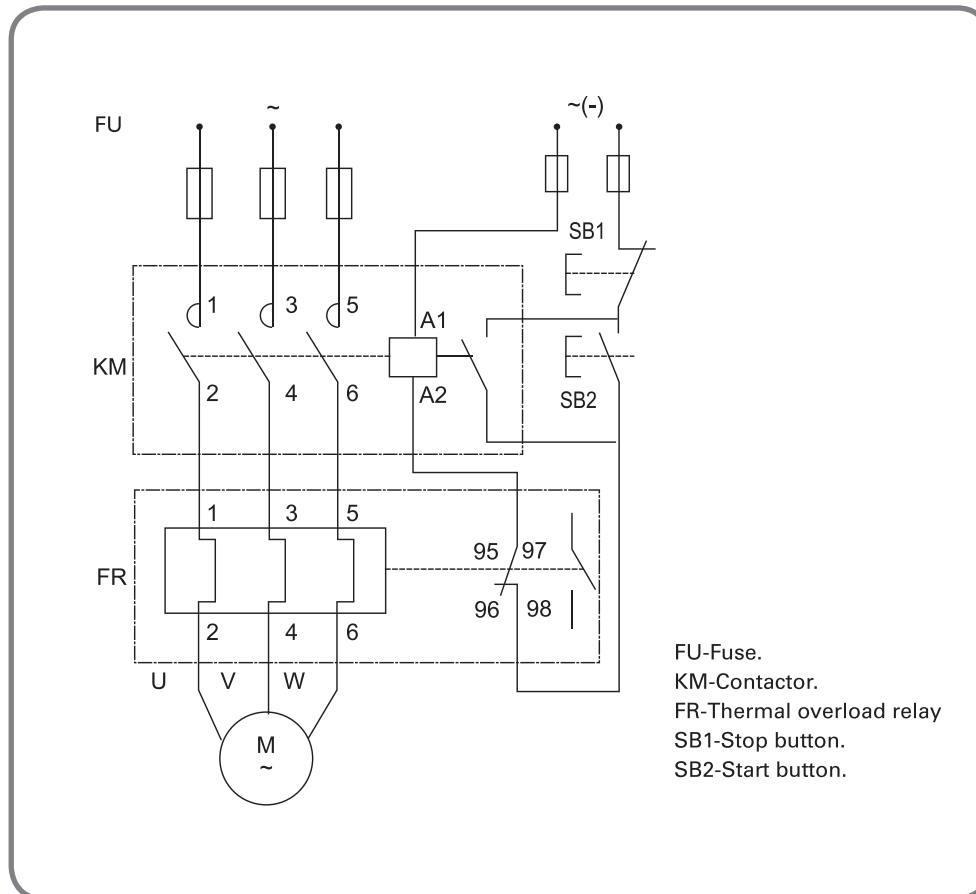 ~
~(-)
FU
SB1
1
3
5
A1
KM
2
4
6
A2
SB2
1
3
5
95
97
FR
96
98
2
4
6
U
V
W
M
~
FU-Fuse.
KM-Contactor.
FR-Thermal overload relay
SB1-Stop button.
SB2-Start button.